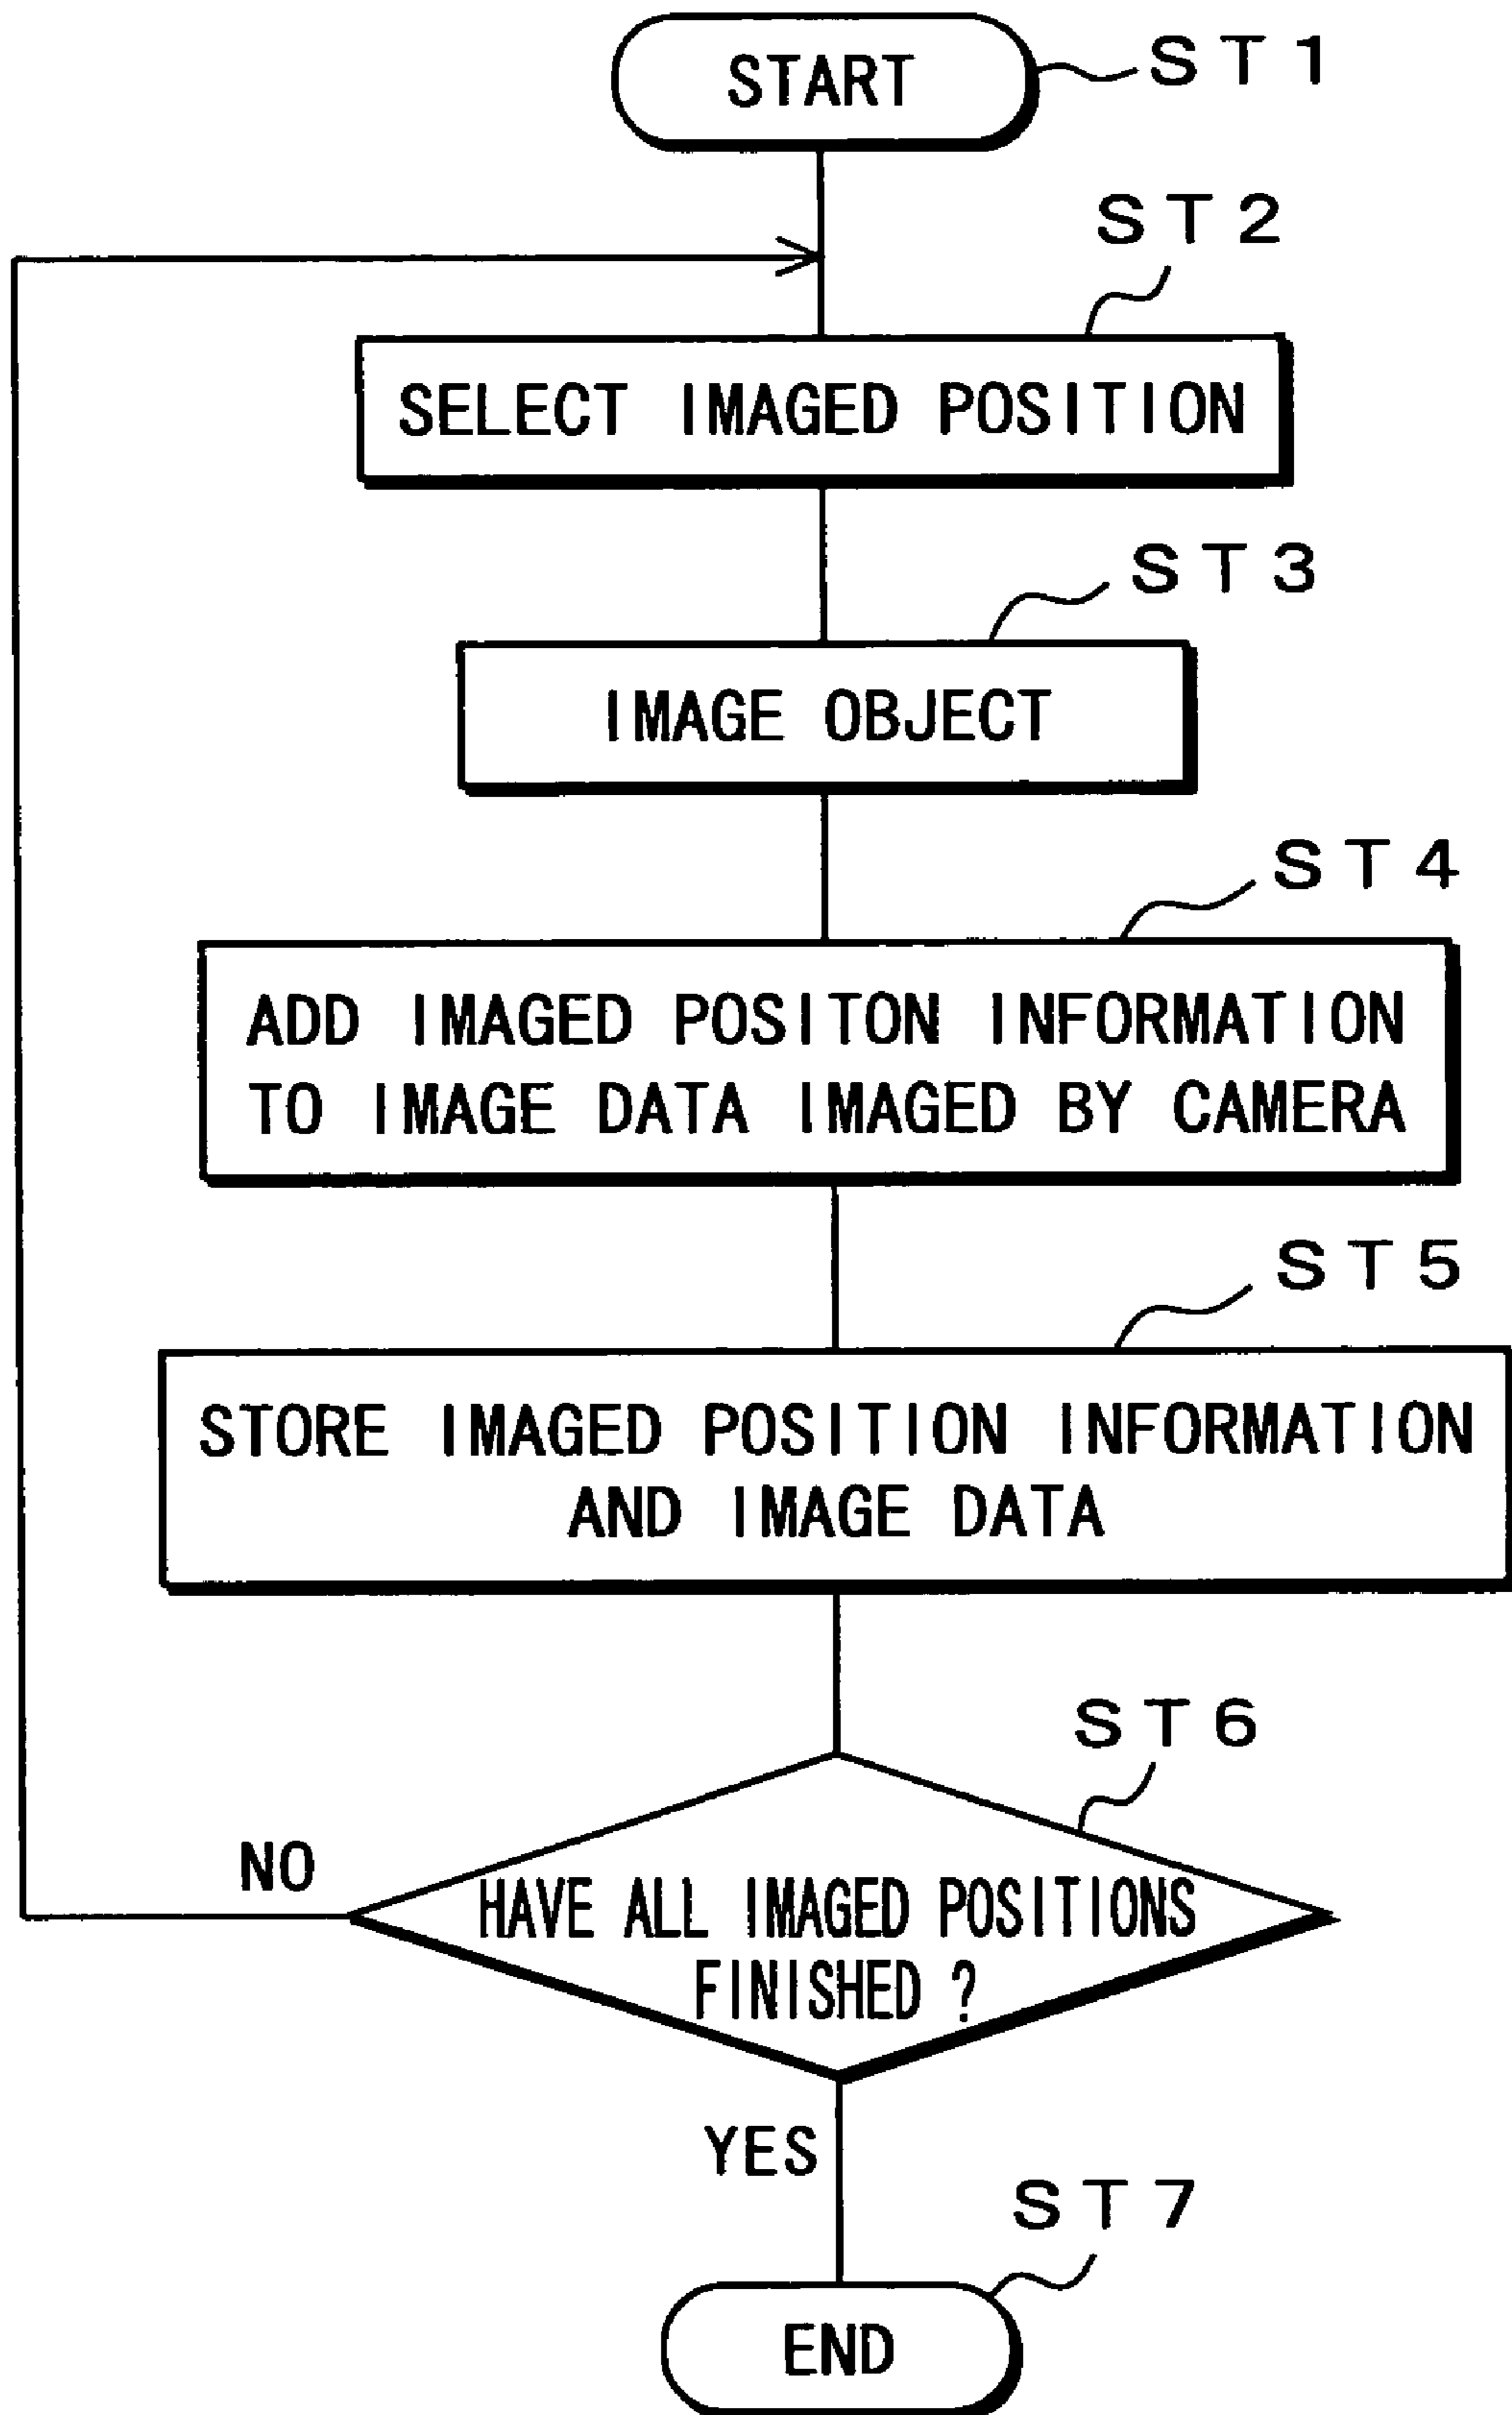 START
ST1
ST2
SELECT IMAGED POSITION
ST3
IMAGE OBJECT
ST4
ADD IMAGED POSITON INFORMATION
TO IMAGE DATA IMAGED BY CAMERA
ST5
STORE IMAGED POSITION INFORMATION
AND IMAGE DATA
ST6
NO
HAVE ALL IMAGED POSITIONS
FINISHED ?
YES
ST7
END